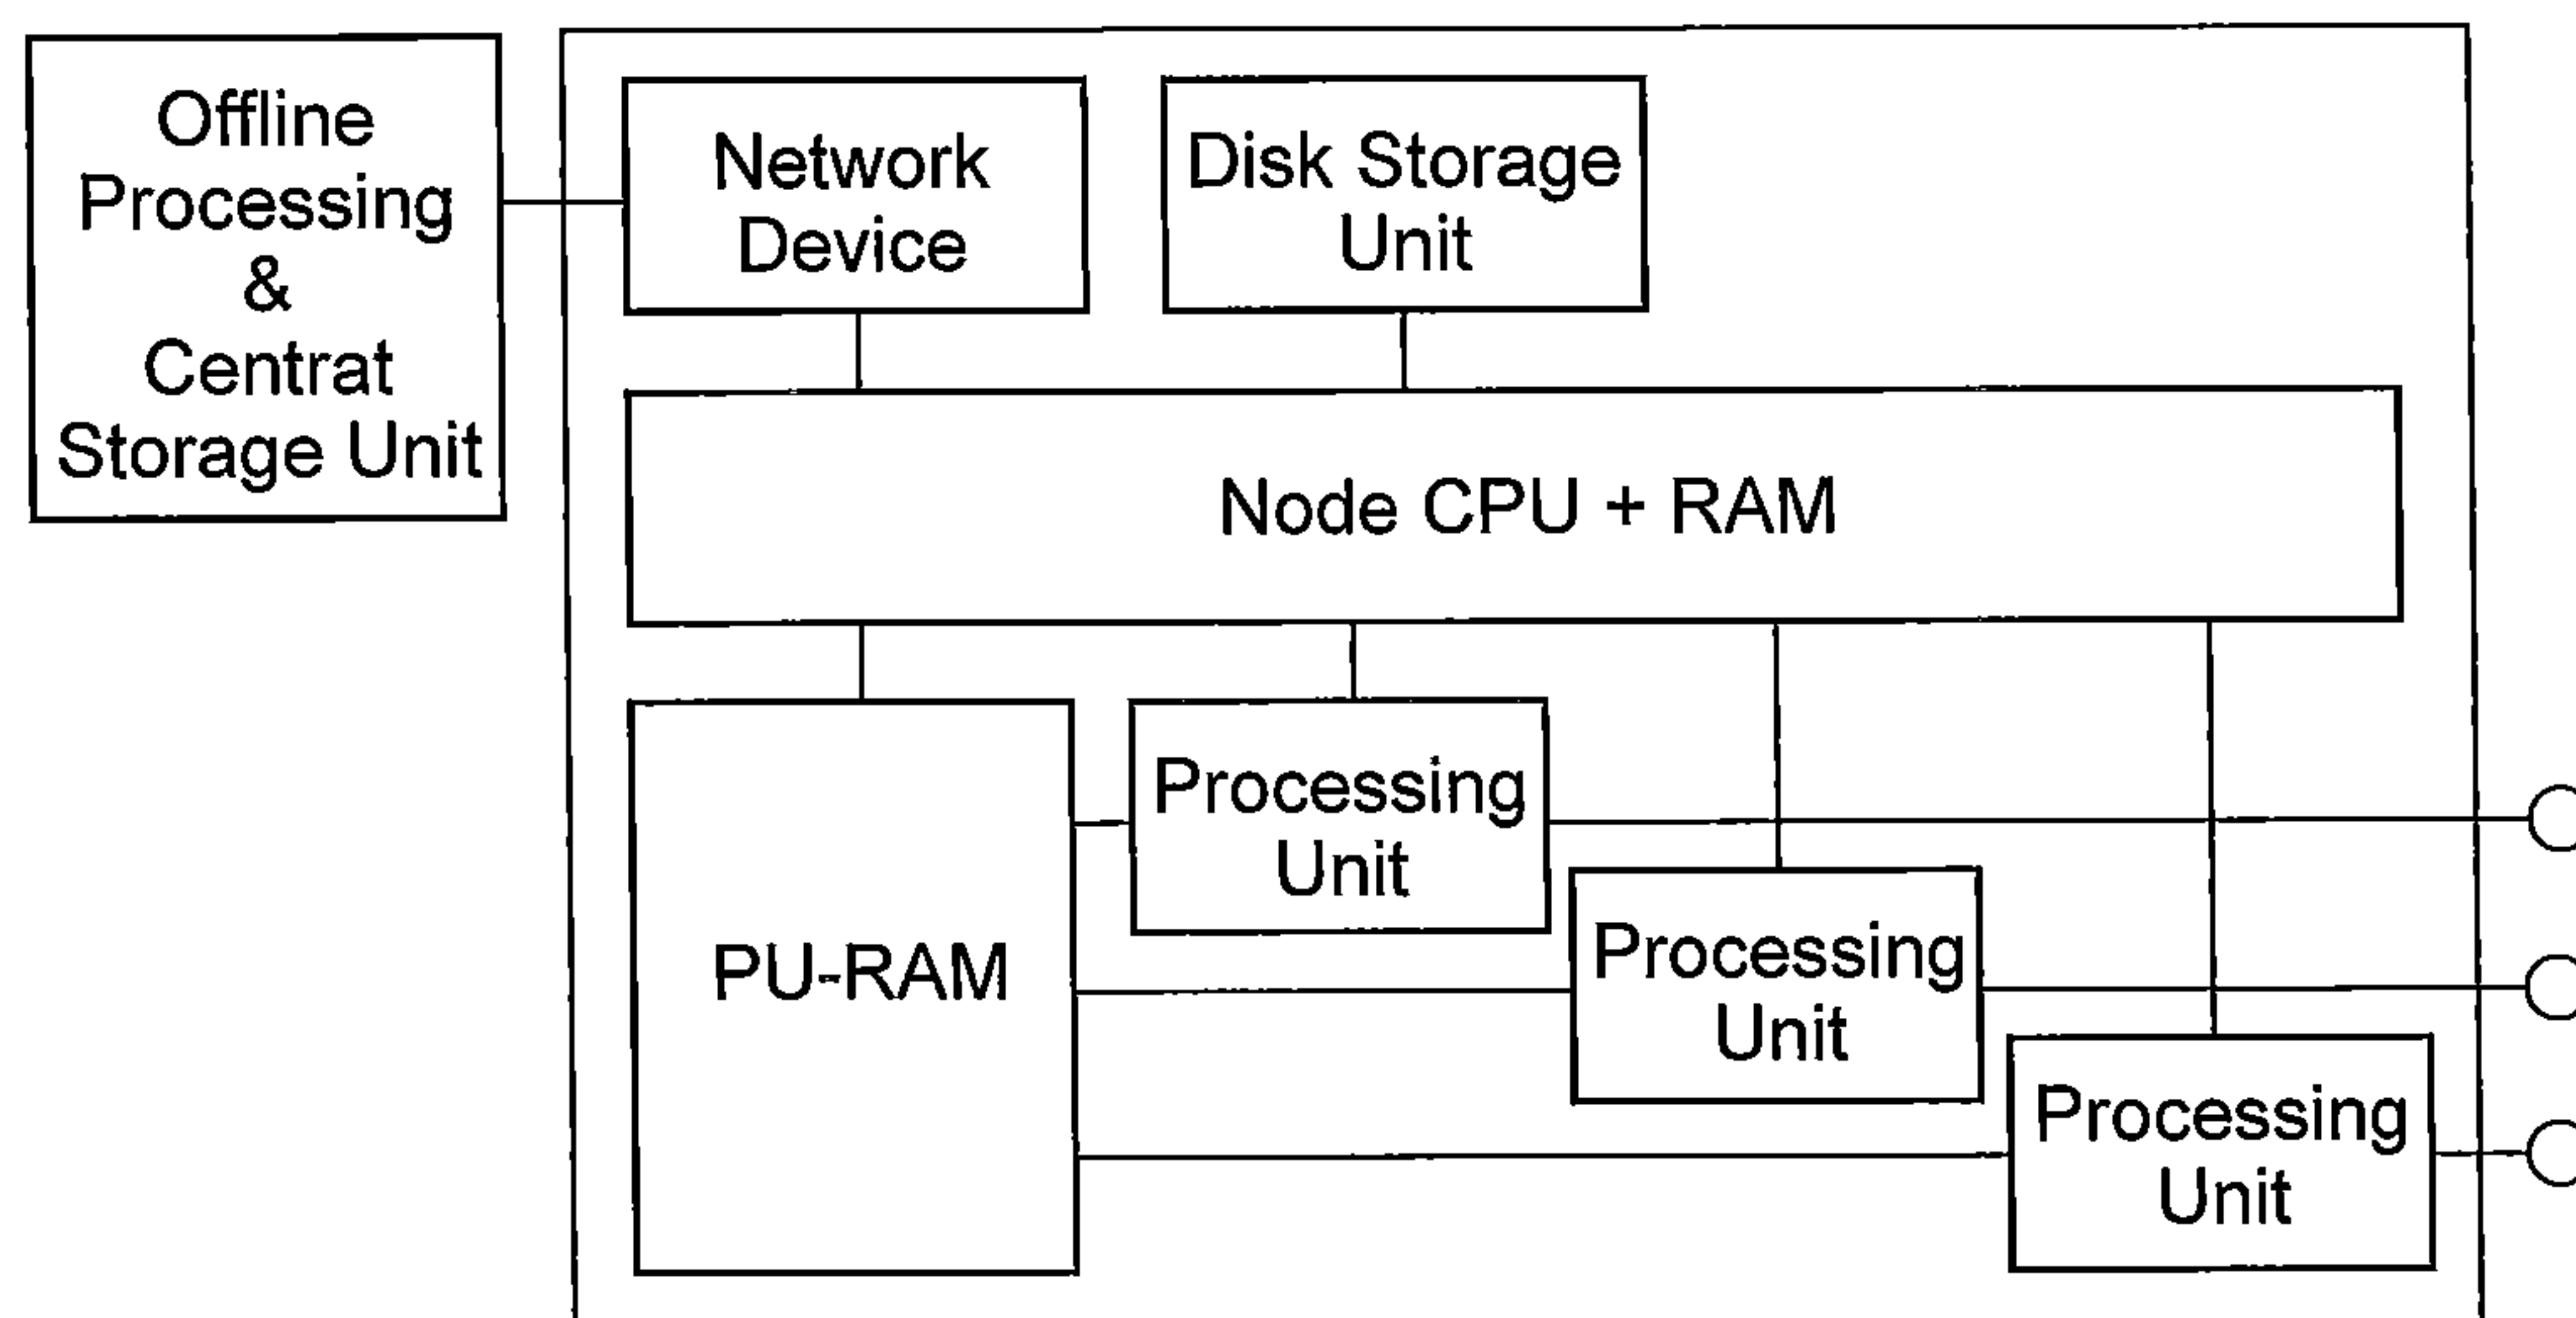 Offline
Processing
&
Centrat
Storage Unit
Network
Device
Disk Storage
Unit
Node CPU + RAM
PU-RAM
Processing
Unit
Processing
Unit
Processing
Unit